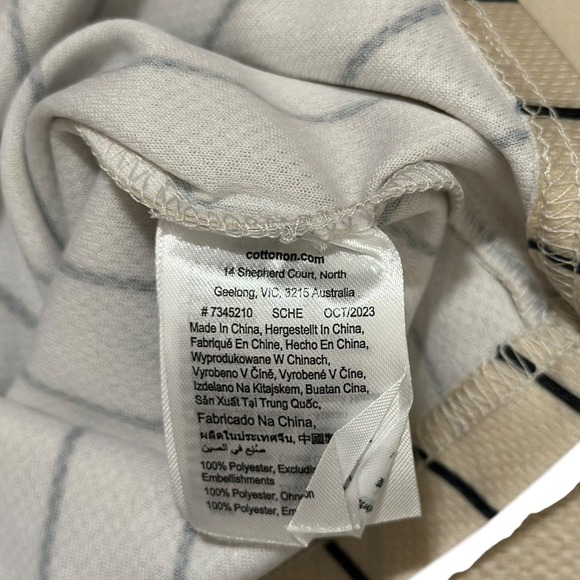 cottonon.com
14 Shepherd Court, North
Geelong, VIC, 3215 Australia
# 7345210 SCHE OCT/2023
Made In China, Hergestellt In China,
Fabriqué En Chine, Hecho En China,
Wyprodukowane W Chinach,
Vyrobeno V Číně, Vyrobené V Číne,
Izdelano Na Kitajskem, Buatan Cina,
Sản Xuất Tại Trung Quốc,
Fabricado Na China,
ผลิตในประเทศจีน, 中國
صنع في الصين
100% Polyester,
Embellishments
100% Polyester,
100% Polyester,